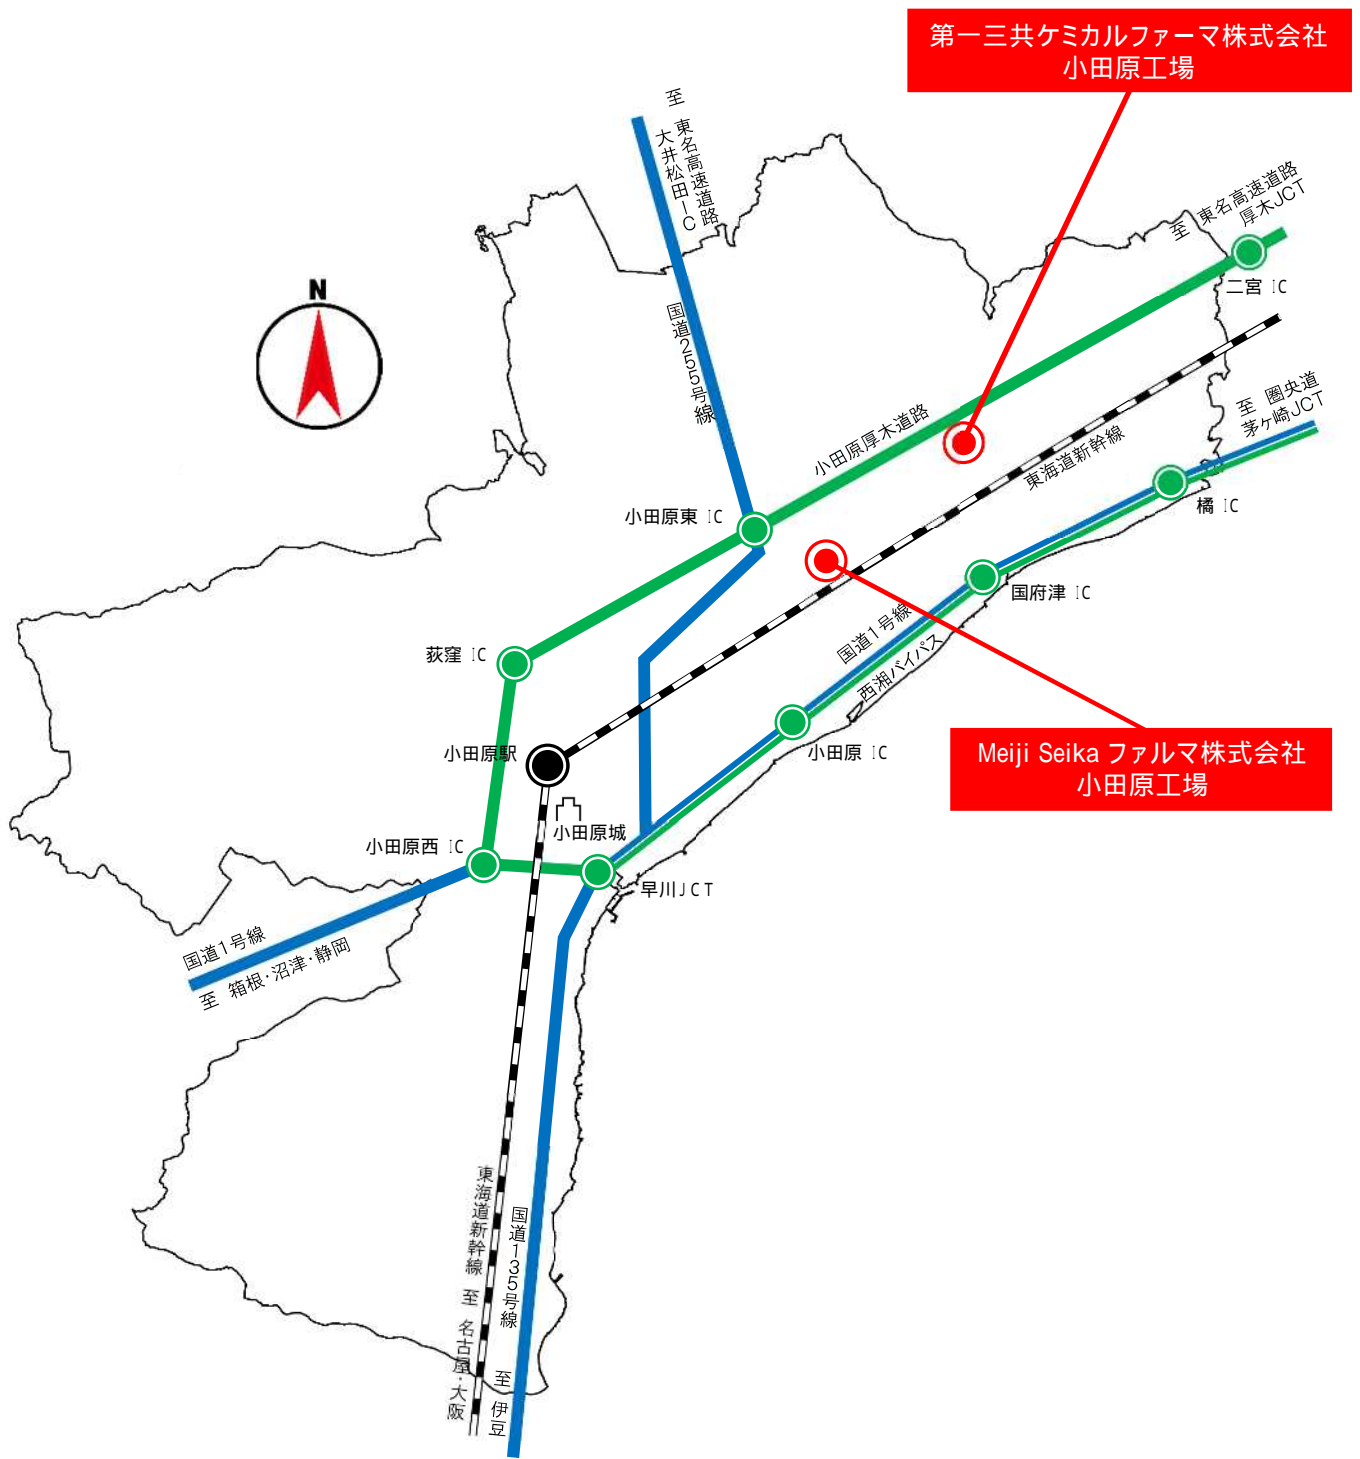 第一三共ケミカルファーマ株式会社
小田原工場
至 東名高速道路
大井松田IC
至 東名高速道路
厚木JCT
二宮 IC
N
国道255号線
至 圏央道
茅ヶ崎JCT
小田原厚木道路
東海道新幹線
橘 IC
小田原東 IC
国府津 IC
国道1号線
西湘バイパス
荻窪 IC
小田原駅
小田原 IC
Meiji Seika ファルマ株式会社
小田原工場
小田原城
小田原西 IC
早川JCT
国道1号線
至 箱根・沼津・静岡
東海道新幹線 至 名古屋・大阪
国道135号線 至 伊豆